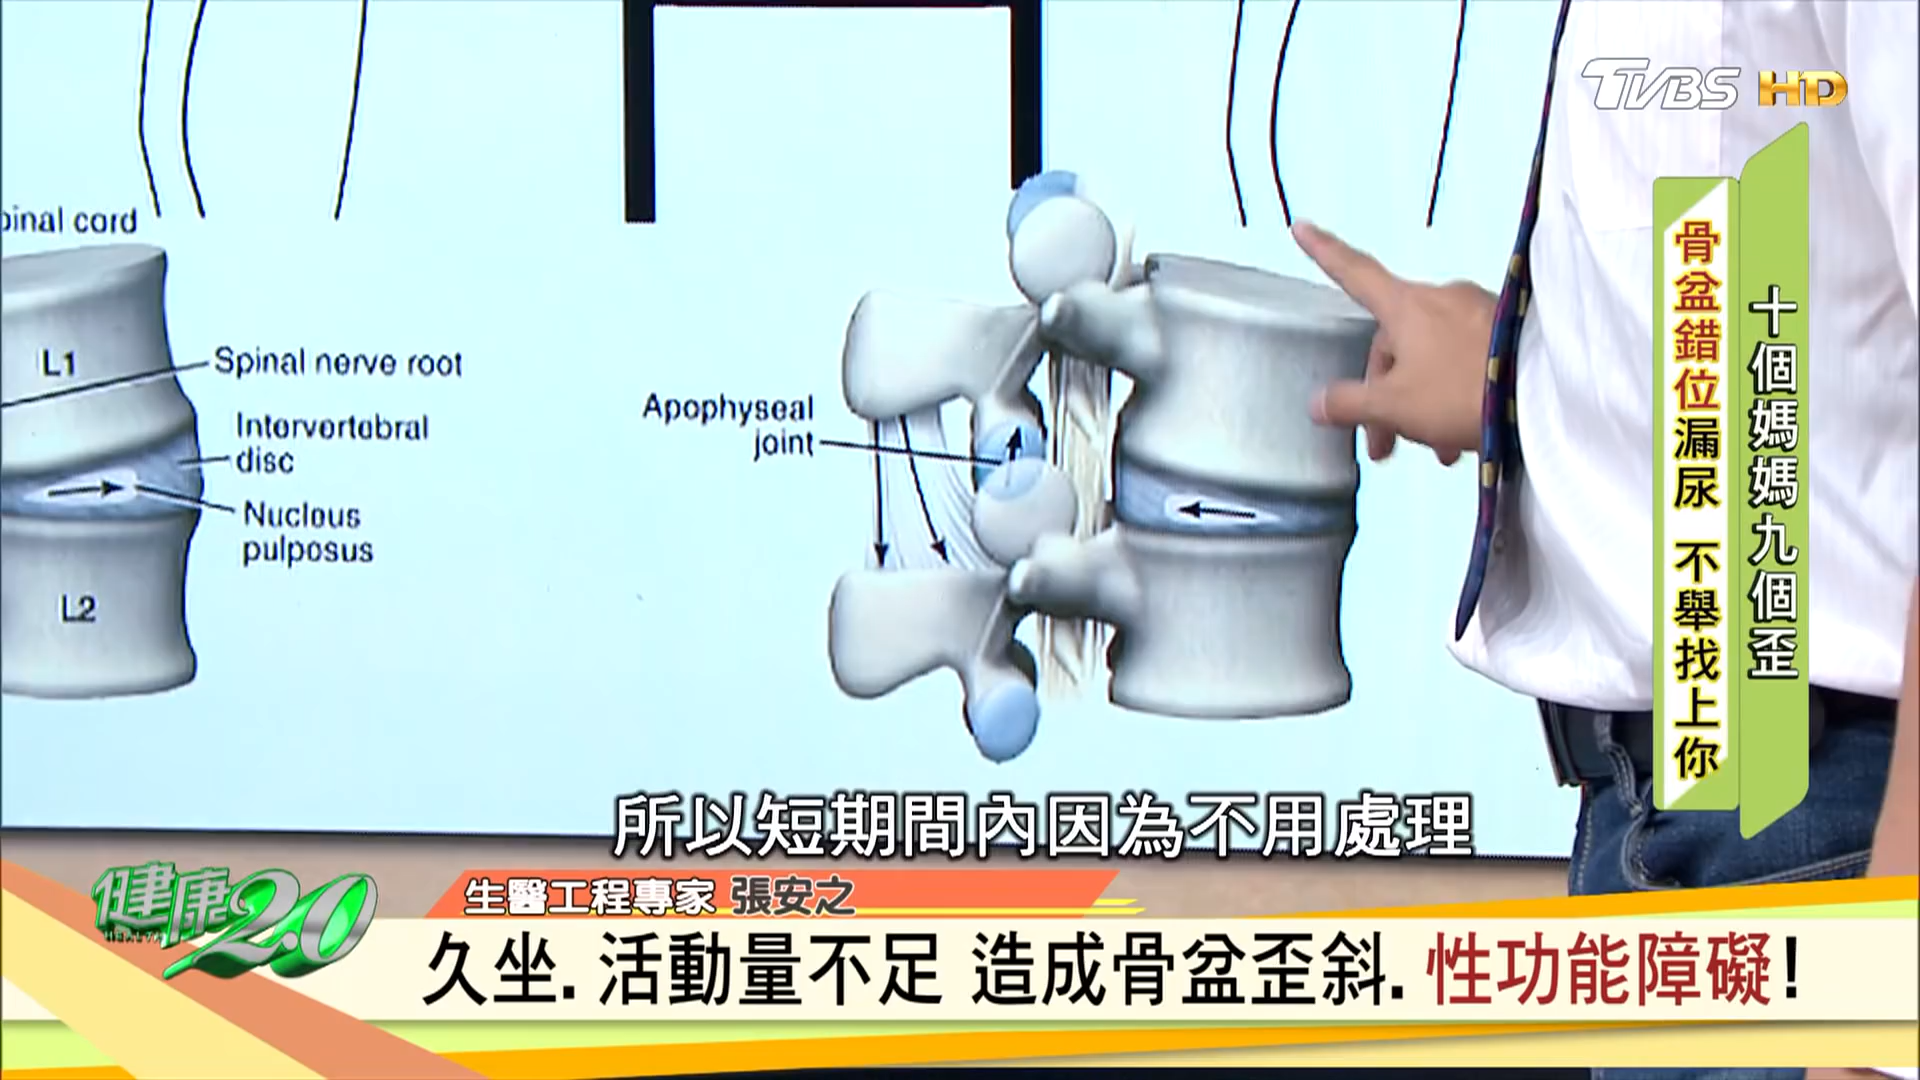 TVBS HD
十個媽媽九個歪
骨盆錯位漏尿 不舉找上你
pinal cord
L1
Spinal nerve root
Intervertebral
disc
Nucleus
pulposus
L2
Apophyseal
joint
所以短期間內因為不用處理
健康2.0
HEALTH
生醫工程專家 張安之
久坐.活動量不足 造成骨盆歪斜.性功能障礙!